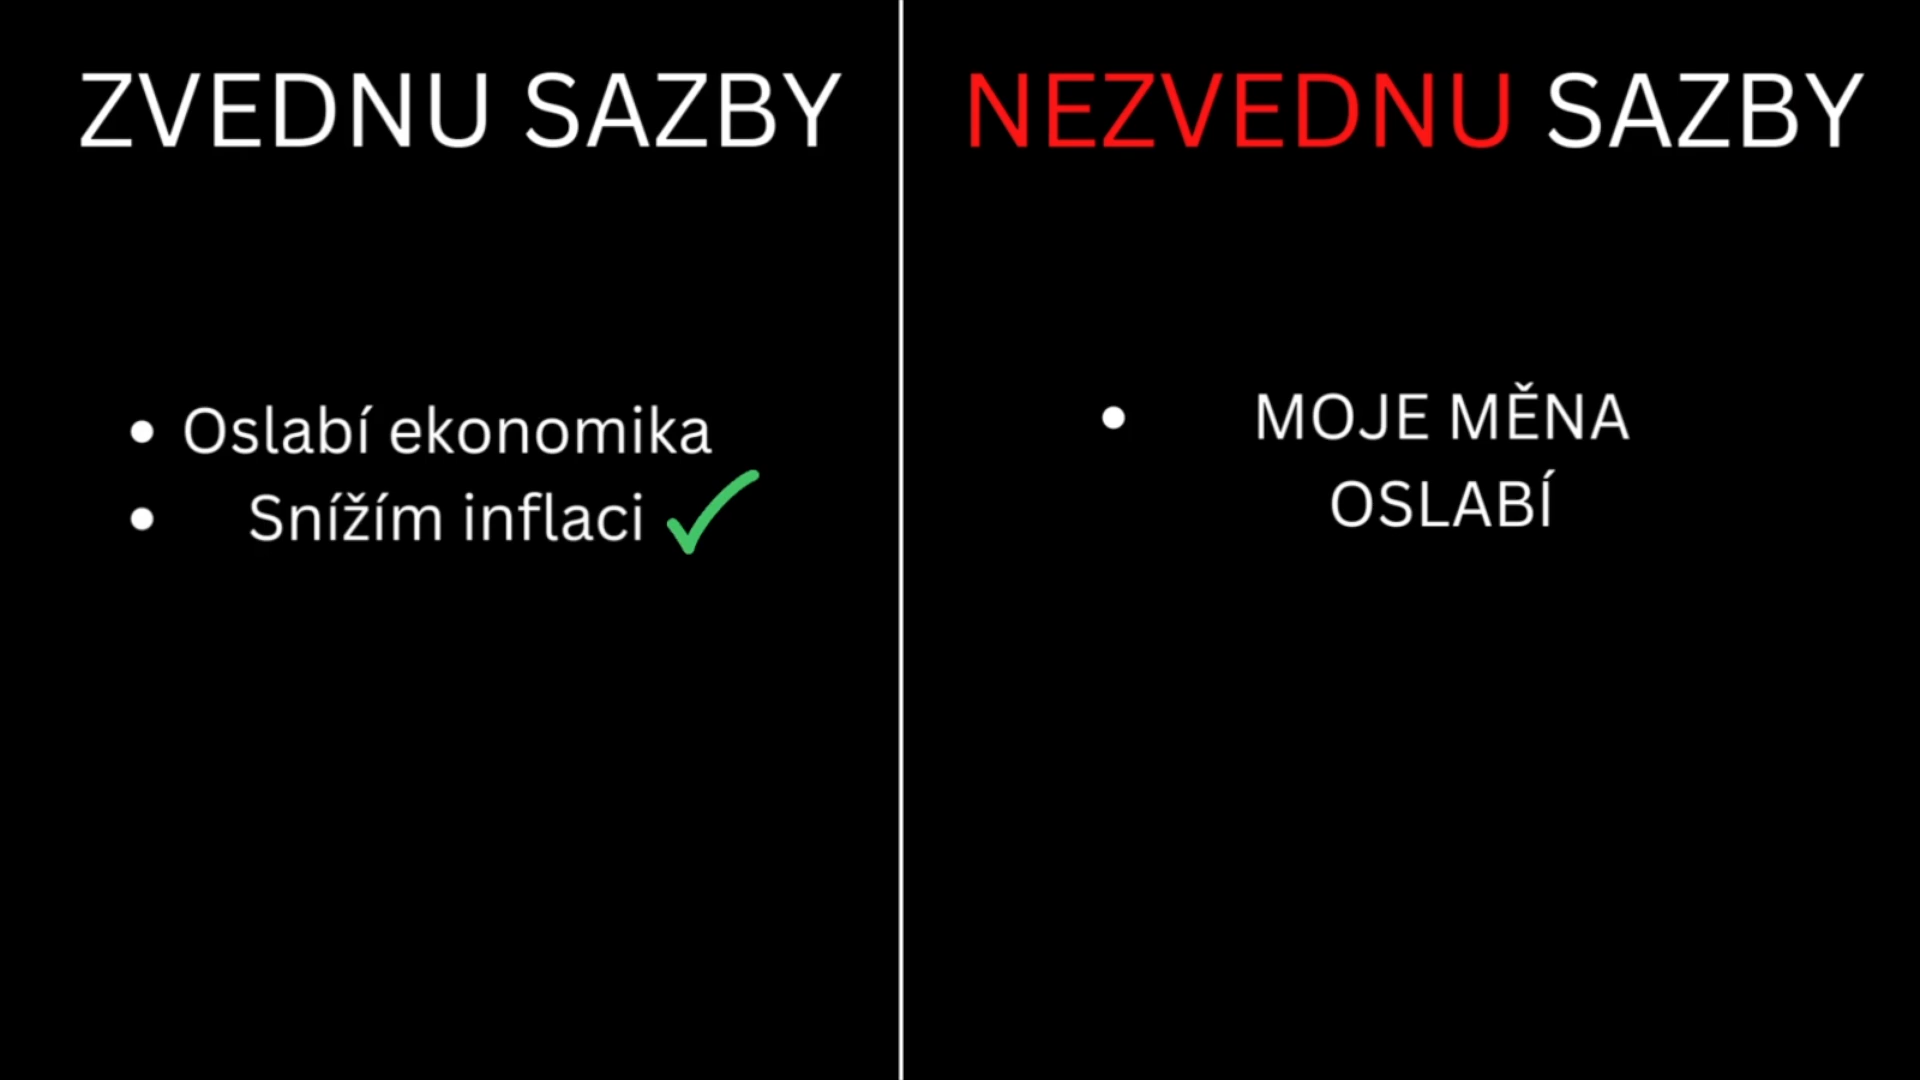 ZVEDNU SAZBY
• Oslabí ekonomika
• Snížím inflaci
NEZVEDNU SAZBY
• MOJE MĚNA
OSLABÍ